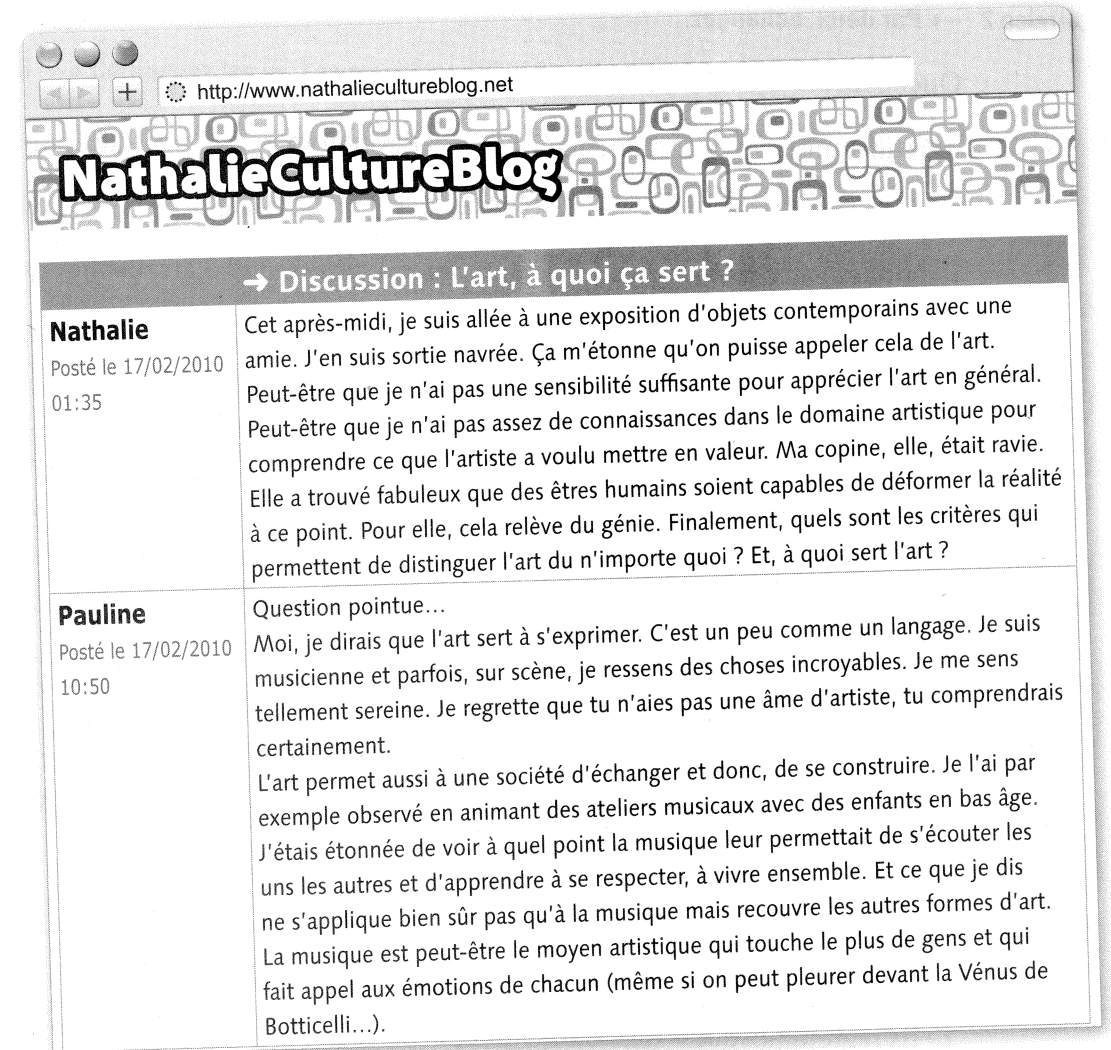 http://www.nathaliecultureblog.net
NathalieCultureBlog
➜ Discussion : L'art, à quoi ça sert ?
Nathalie
Posté le 17/02/2010
01:35
Cet après-midi, je suis allée à une exposition d'objets contemporains avec une
amie. J'en suis sortie navrée. Ça m'étonne qu'on puisse appeler cela de l'art.
Peut-être que je n'ai pas une sensibilité suffisante pour apprécier l'art en général.
Peut-être que je n'ai pas assez de connaissances dans le domaine artistique pour
comprendre ce que l'artiste a voulu mettre en valeur. Ma copine, elle, était ravie.
Elle a trouvé fabuleux que des êtres humains soient capables de déformer la réalité
à ce point. Pour elle, cela relève du génie. Finalement, quels sont les critères qui
permettent de distinguer l'art du n'importe quoi ? Et, à quoi sert l'art ?
Pauline
Posté le 17/02/2010
10:50
Question pointue...
Moi, je dirais que l'art sert à s'exprimer. C'est un peu comme un langage. Je suis
musicienne et parfois, sur scène, je ressens des choses incroyables. Je me sens
tellement sereine. Je regrette que tu n'aies pas une âme d'artiste, tu comprendrais
certainement.
L'art permet aussi à une société d'échanger et donc, de se construire. Je l'ai par
exemple observé en animant des ateliers musicaux avec des enfants en bas âge.
J'étais étonnée de voir à quel point la musique leur permettait de s'écouter les
uns les autres et d'apprendre à se respecter, à vivre ensemble. Et ce que je dis
ne s'applique bien sûr pas qu'à la musique mais recouvre les autres formes d'art.
La musique est peut-être le moyen artistique qui touche le plus de gens et qui
fait appel aux émotions de chacun (même si on peut pleurer devant la Vénus de
Botticelli...).